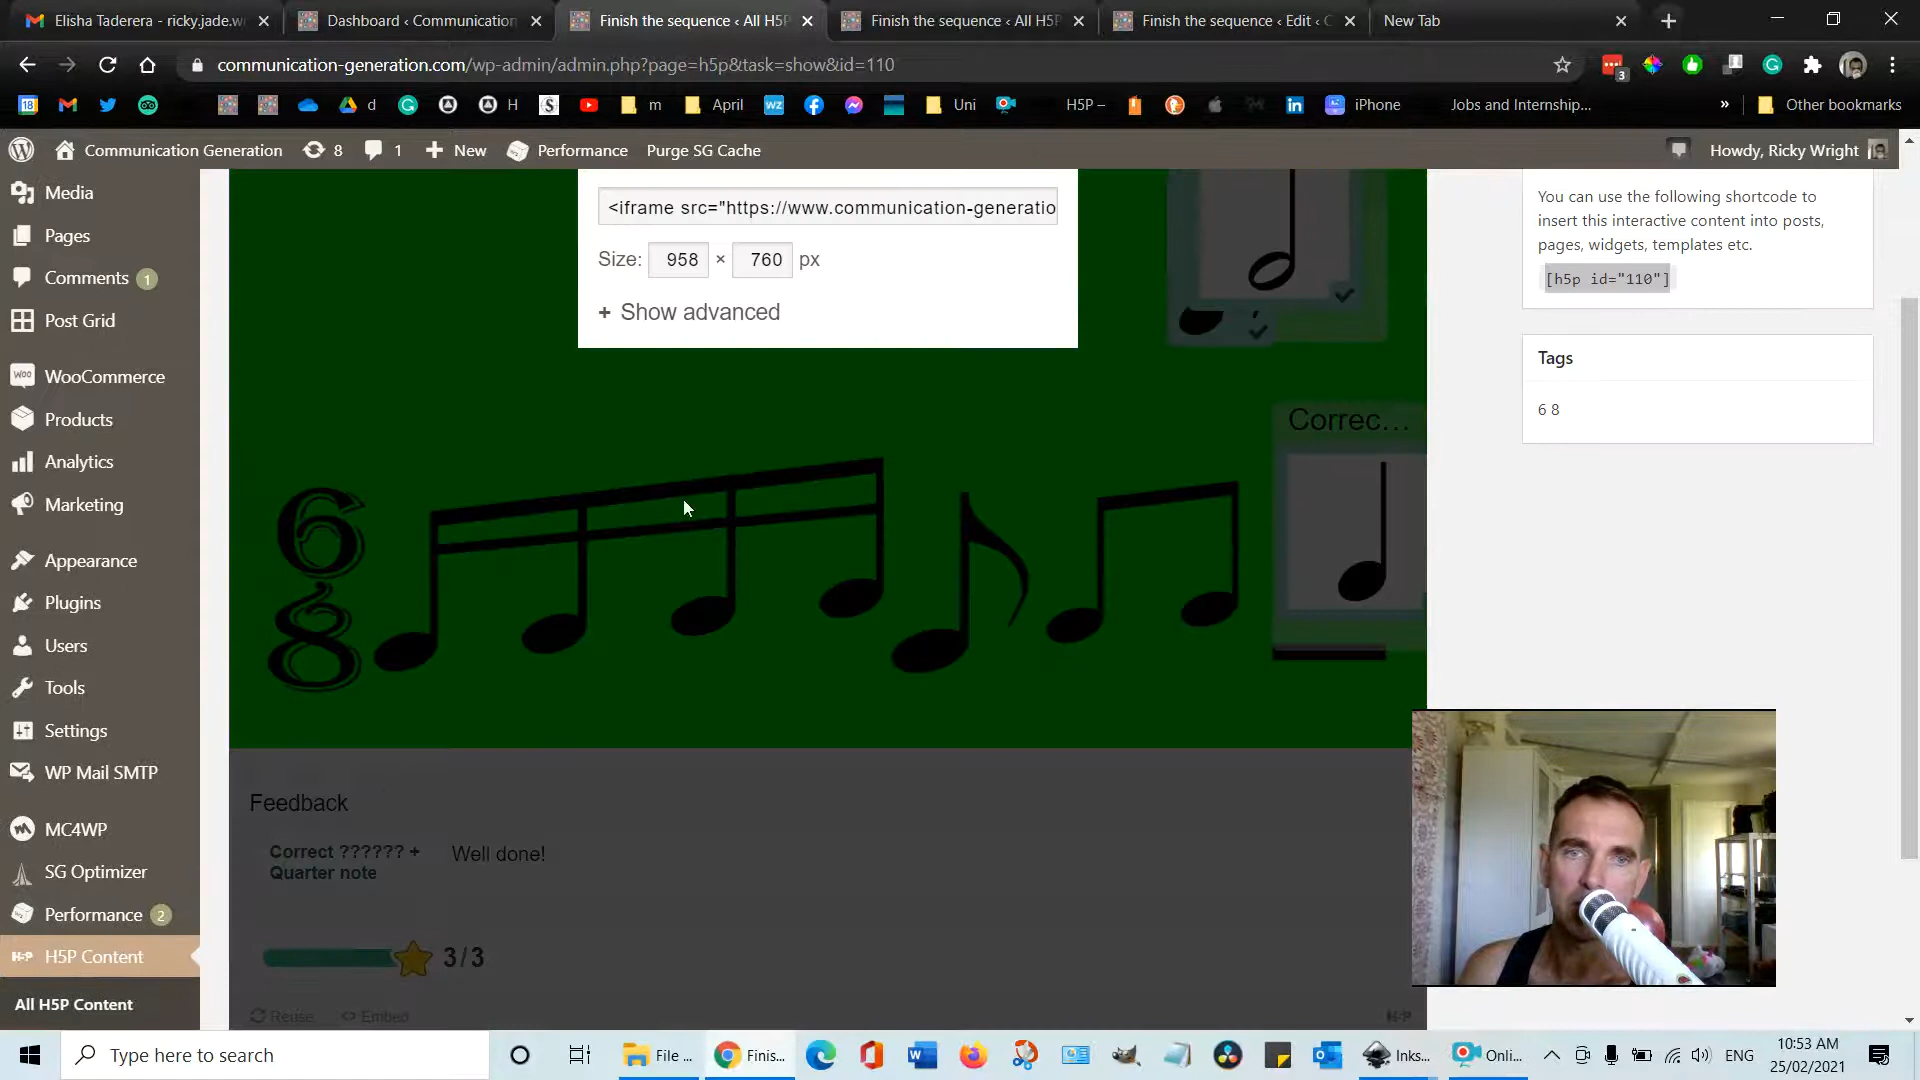 Elisha Taderera - ricky.jade.w
Dashboard ‹ Communication
Finish the sequence ‹ All H5P
Finish the sequence ‹ All H5P
Finish the sequence ‹ Edit ‹ C
New Tab
communication-generation.com/wp-admin/admin.php?page=h5p&task=show&id=110
3
18
d
H
m
April
WZ
Uni
H5P –
iPhone
Jobs and Internship...
»
Other bookmarks
Communication Generation
8
1
New
Performance
Purge SG Cache
Howdy, Ricky Wright
Media
Pages
Comments 1
Post Grid
WooCommerce
Products
Analytics
Marketing
Appearance
Plugins
Users
Tools
Settings
WP Mail SMTP
MC4WP
SG Optimizer
Performance 2
H5P Content
All H5P Content
<iframe src="https://www.communication-generatio
Size: 958 × 760 px
+ Show advanced
Correc...
6
8
Feedback
Correct ?????? +
Quarter note
Well done!
3/3
Reuse
<> Embed
H5P
You can use the following shortcode to
insert this interactive content into posts,
pages, widgets, templates etc.
[h5p id="110"]
Tags
6 8
Type here to search
File ...
Finis...
Inks...
Onli...
ENG
10:53 AM
25/02/2021